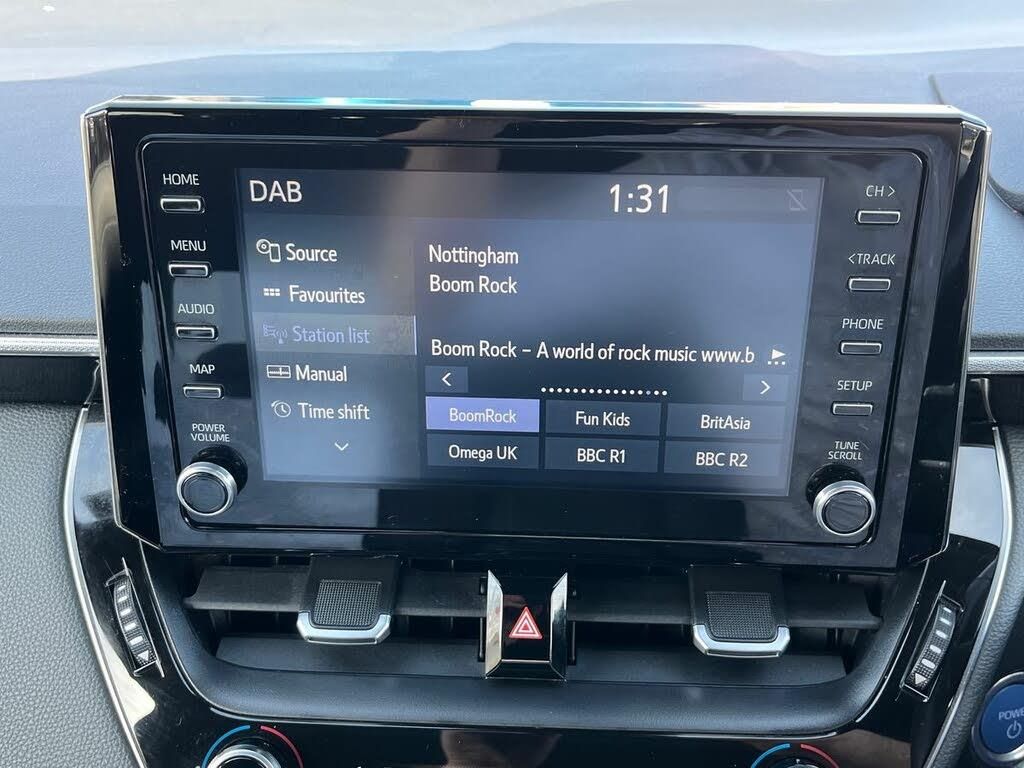 HOME
MENU
AUDIO
MAP
POWER
VOLUME
DAB
1:31
Source
Favourites
Station list
Manual
Time shift
Nottingham
Boom Rock
Boom Rock – A world of rock music www.b
BoomRock
Fun Kids
BritAsia
Omega UK
BBC R1
BBC R2
CH >
<TRACK
PHONE
SETUP
TUNE
SCROLL